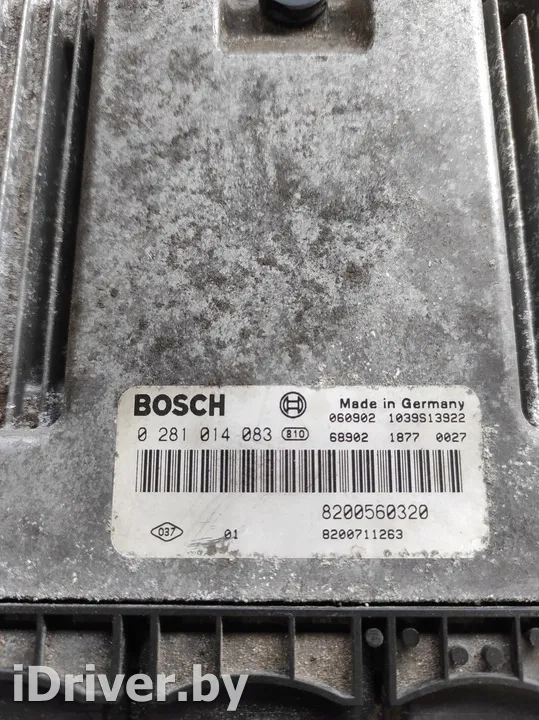 BOSCH Made in Germany
060902 1039S13922
0 281 014 083 810 68902 1877 0027
8200560320
037 01 8200711263
iDriver.by